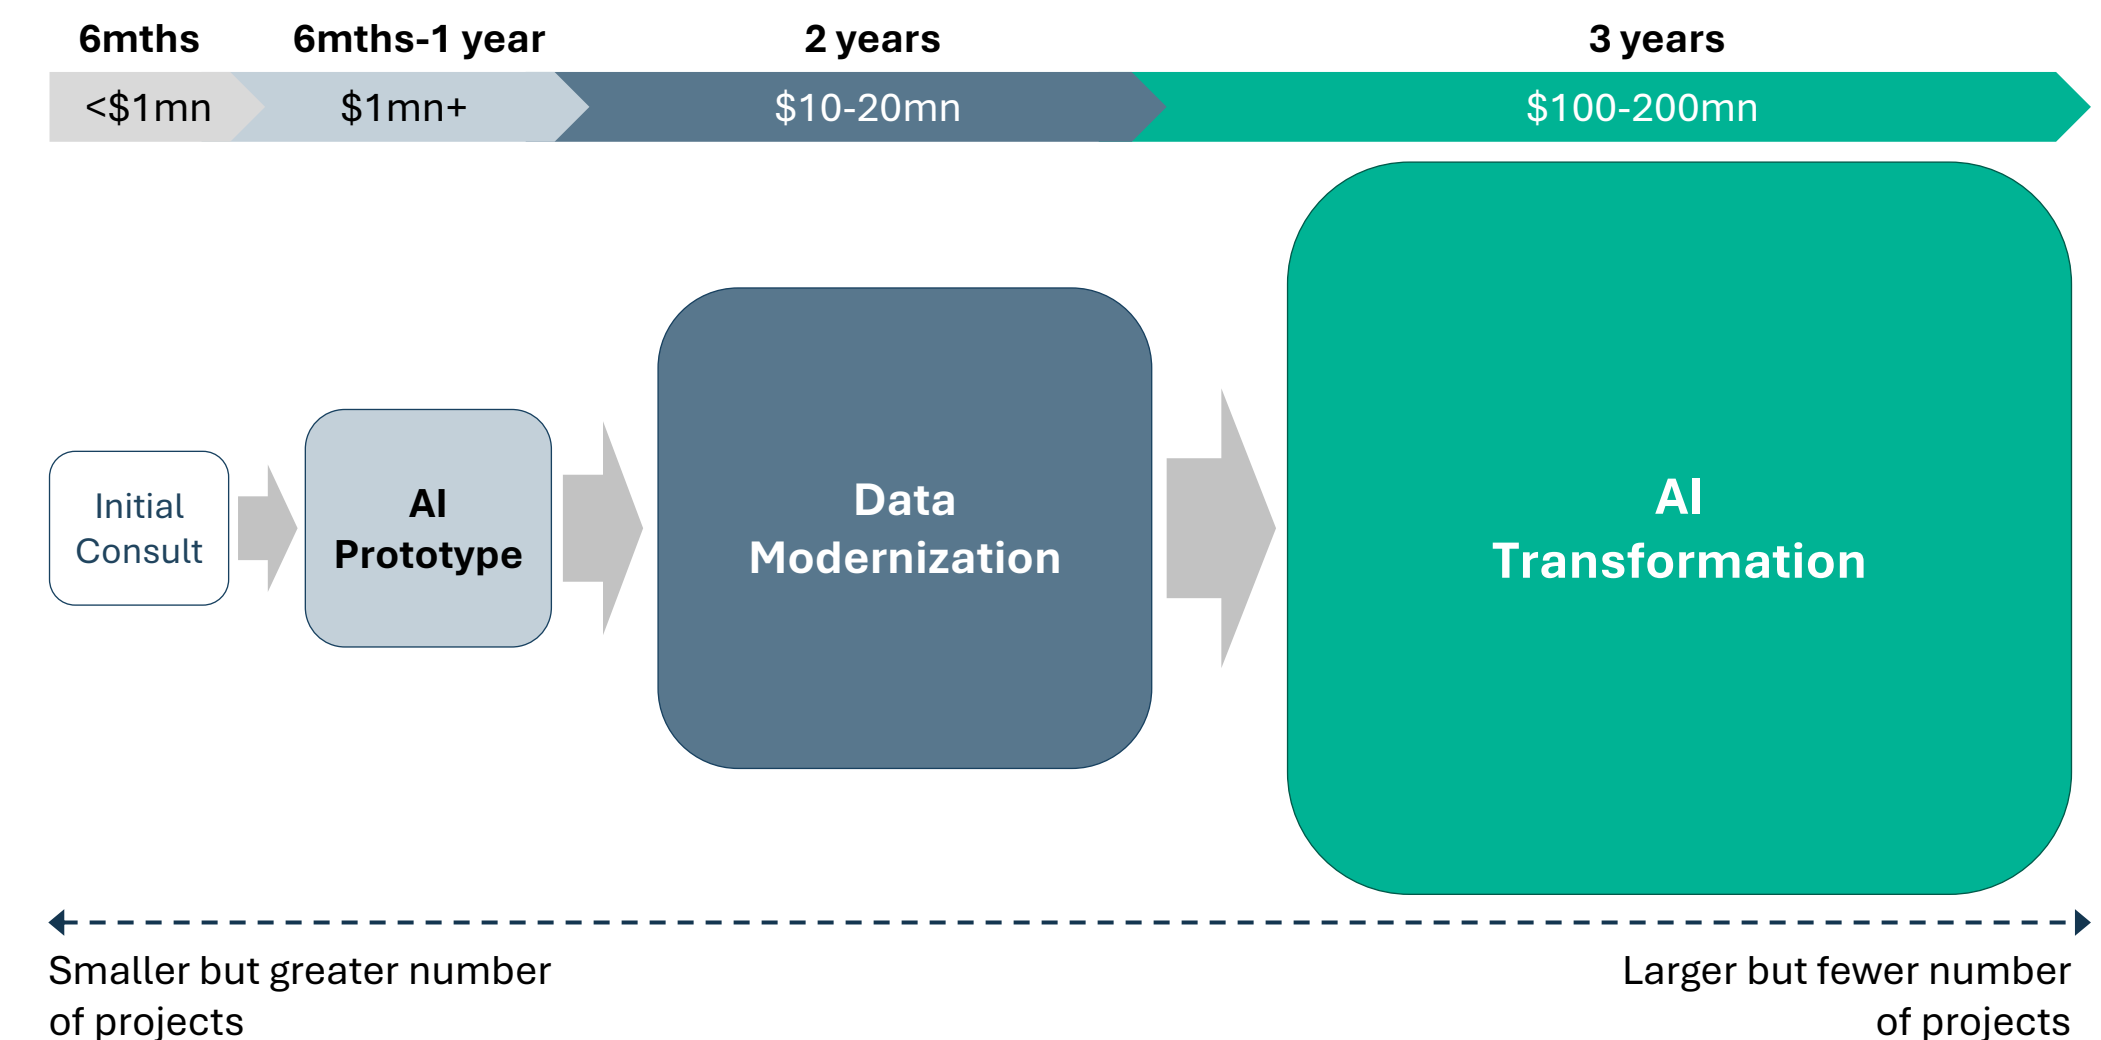 6mths
6mths-1 year
2 years
3 years
<$1mn
$1mn+
$10-20mn
$100-200mn
Initial
Consult
AI
Prototype
Data
Modernization
AI
Transformation
Smaller but greater number
of projects
Larger but fewer number
of projects